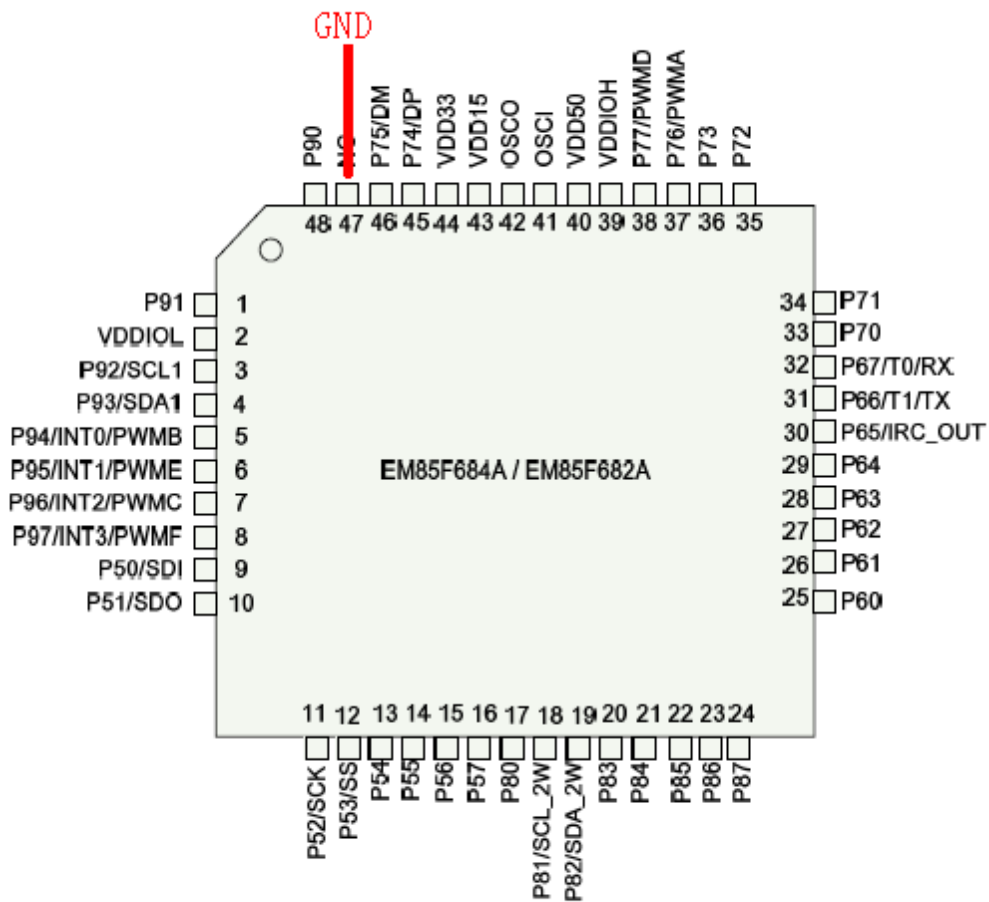 GND
P90
NC
P75/DM
P74/DP
VDD33
VDD15
OSCO
OSCI
VDD50
VDDIOH
P77/PWMD
P76/PWMA
P73
P72
48 47 46 45 44 43 42 41 40 39 38 37 36 35
P91 1
VDDIOL 2
P92/SCL1 3
P93/SDA1 4
P94/INT0/PWMB 5
P95/INT1/PWME 6
P96/INT2/PWMC 7
P97/INT3/PWMF 8
P50/SDI 9
P51/SDO 10
EM85F684A / EM85F682A
34 P71
33 P70
32 P67/T0/RX
31 P66/T1/TX
30 P65/IRC_OUT
29 P64
28 P63
27 P62
26 P61
25 P60
11 12 13 14 15 16 17 18 19 20 21 22 23 24
P52/SCK
P53/SS
P54
P55
P56
P57
P80
P81/SCL_2W
P82/SDA_2W
P83
P84
P85
P86
P87